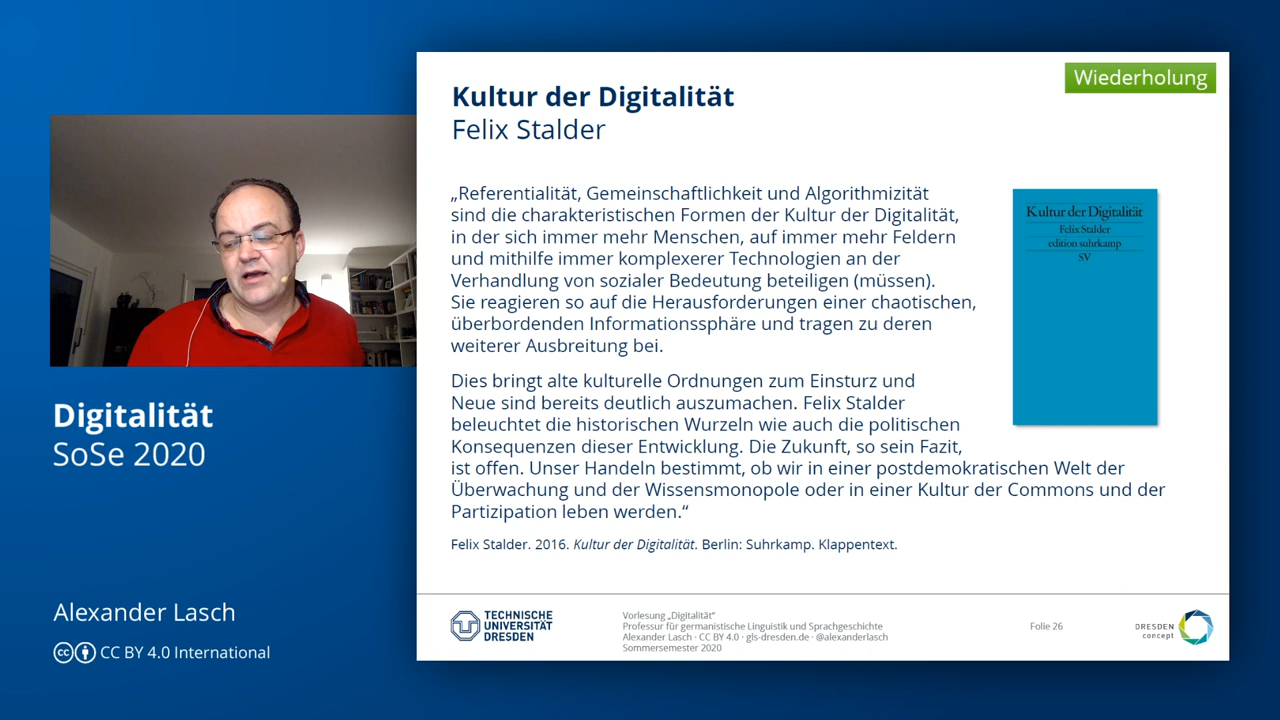 Wiederholung
Kultur der Digitalität
Felix Stalder
„Referentialität, Gemeinschaftlichkeit und Algorithmizität
sind die charakteristischen Formen der Kultur der Digitalität,
in der sich immer mehr Menschen, auf immer mehr Feldern
und mithilfe immer komplexerer Technologien an der
Verhandlung von sozialer Bedeutung beteiligen (müssen).
Sie reagieren so auf die Herausforderungen einer chaotischen,
überbordenden Informationssphäre und tragen zu deren
weiterer Ausbreitung bei.
Dies bringt alte kulturelle Ordnungen zum Einsturz und
Neue sind bereits deutlich auszumachen. Felix Stalder
beleuchtet die historischen Wurzeln wie auch die politischen
Konsequenzen dieser Entwicklung. Die Zukunft, so sein Fazit,
ist offen. Unser Handeln bestimmt, ob wir in einer postdemokratischen Welt der
Überwachung und der Wissensmonopole oder in einer Kultur der Commons und der
Partizipation leben werden.“
Felix Stalder. 2016. Kultur der Digitalität. Berlin: Suhrkamp. Klappentext.
Kultur der Digitalität
Felix Stalder
edition suhrkamp
SV
Digitalität
SoSe 2020
Alexander Lasch
CC BY 4.0 International
TECHNISCHE
UNIVERSITÄT
DRESDEN
Vorlesung „Digitalität“
Professur für germanistische Linguistik und Sprachgeschichte
Alexander Lasch · CC BY 4.0 · gls-dresden.de · @alexanderlasch
Sommersemester 2020
Folie 26
DRESDEN
concept